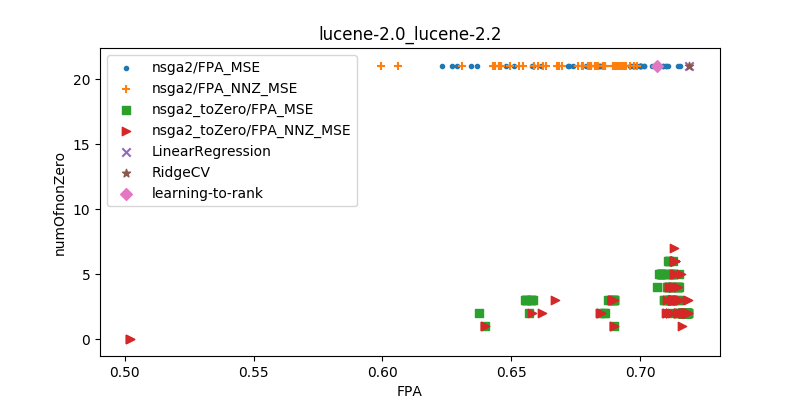 lucene-2.0_lucene-2.2
nsga2/FPA_MSE
nsga2/FPA_NNZ_MSE
nsga2_toZero/FPA_MSE
nsga2_toZero/FPA_NNZ_MSE
LinearRegression
RidgeCV
learning-to-rank
numOfnonZero
20
15
10
5
0
0.50 0.55 0.60 0.65 0.70
FPA